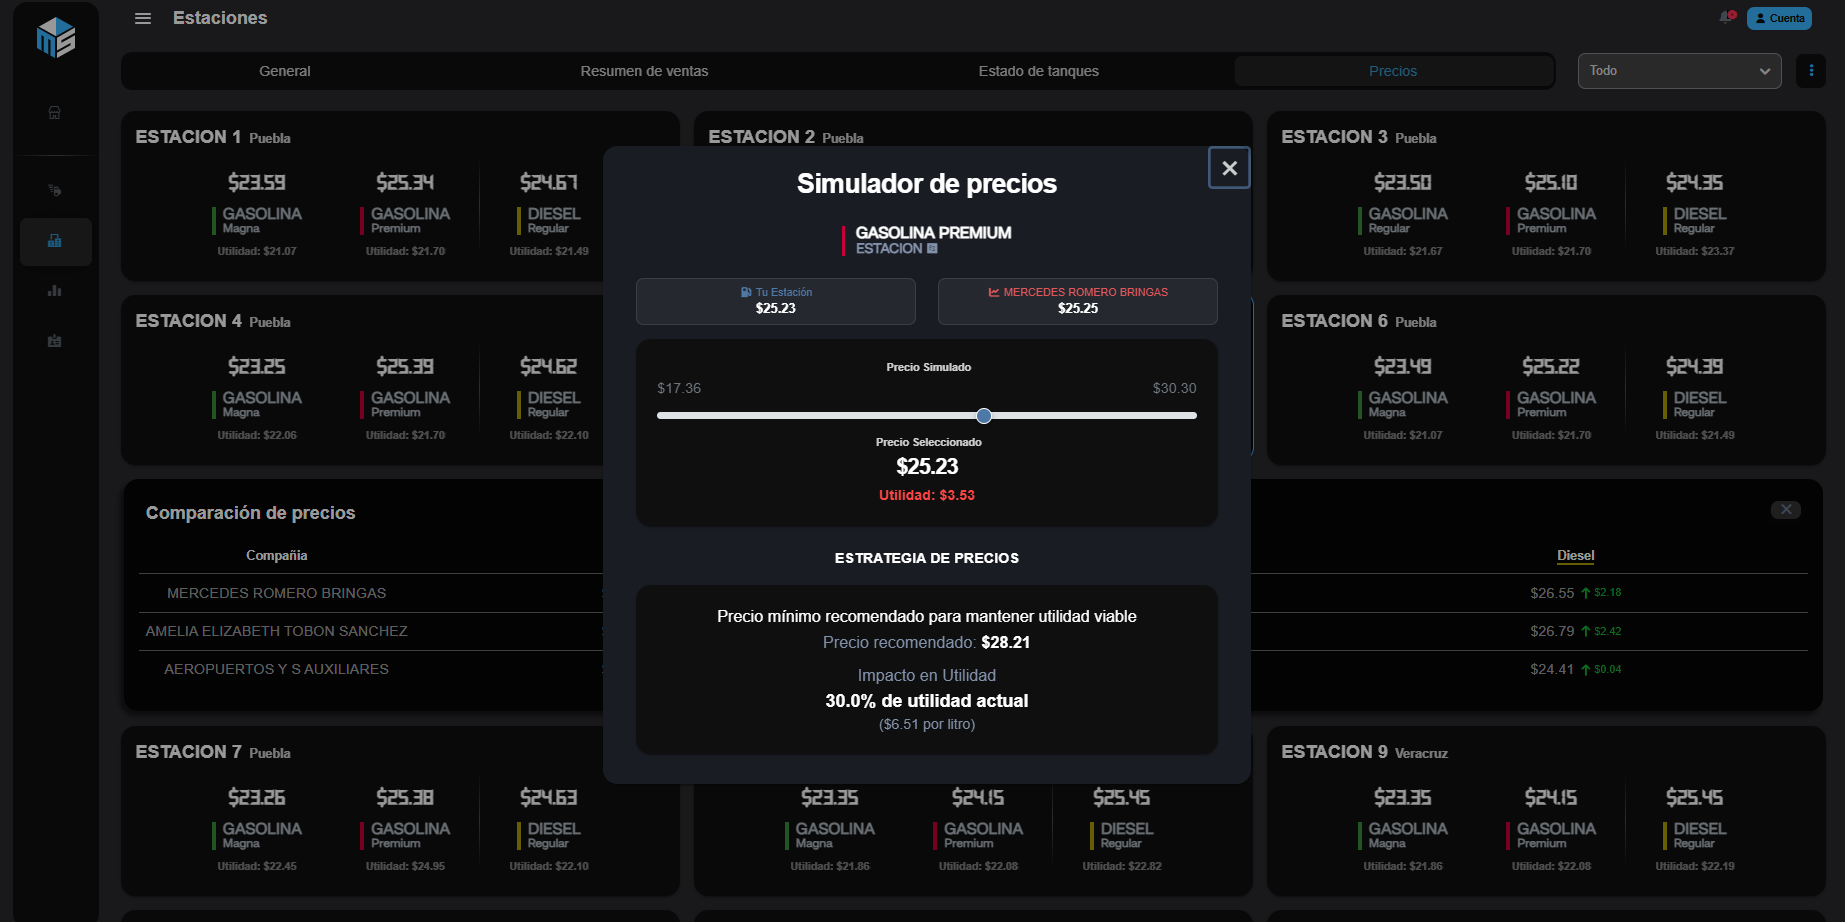 Estaciones
Cuenta
General
Resumen de ventas
Estado de tanques
Precios
Todo
ESTACION 1 Puebla
$23.59
$25.34
$24.67
GASOLINA
Magna
GASOLINA
Premium
DIESEL
Regular
Utilidad: $21.07
Utilidad: $21.70
Utilidad: $21.49
ESTACION 2 Puebla
ESTACION 3 Puebla
$23.50
$25.10
$24.35
GASOLINA
Regular
GASOLINA
Premium
DIESEL
Regular
Utilidad: $21.67
Utilidad: $21.70
Utilidad: $23.37
Simulador de precios
GASOLINA PREMIUM
ESTACION
Tu Estación
$25.23
MERCEDES ROMERO BRINGAS
$25.25
Precio Simulado
$17.36
$30.30
Precio Seleccionado
$25.23
Utilidad: $3.53
ESTRATEGIA DE PRECIOS
Precio mínimo recomendado para mantener utilidad viable
Precio recomendado: $28.21
Impacto en Utilidad
30.0% de utilidad actual
($6.51 por litro)
ESTACION 4 Puebla
$23.25
$25.39
$24.62
GASOLINA
Magna
GASOLINA
Premium
DIESEL
Regular
Utilidad: $22.06
Utilidad: $21.70
Utilidad: $22.10
ESTACION 6 Puebla
$23.49
$25.22
$24.39
GASOLINA
Magna
GASOLINA
Premium
DIESEL
Regular
Utilidad: $21.07
Utilidad: $21.70
Utilidad: $21.49
Comparación de precios
Compañia
Diesel
MERCEDES ROMERO BRINGAS
$26.55 ↑ $2.18
AMELIA ELIZABETH TOBON SANCHEZ
$26.79 ↑ $2.42
AEROPUERTOS Y S AUXILIARES
$24.41 ↑ $0.04
ESTACION 7 Puebla
$23.26
$25.38
$24.63
GASOLINA
Magna
GASOLINA
Premium
DIESEL
Regular
Utilidad: $22.45
Utilidad: $24.95
Utilidad: $22.10
$23.35
$24.15
$25.45
GASOLINA
Magna
GASOLINA
Premium
DIESEL
Regular
Utilidad: $21.86
Utilidad: $22.08
Utilidad: $22.82
ESTACION 9 Veracruz
$23.35
$24.15
$25.45
GASOLINA
Magna
GASOLINA
Premium
DIESEL
Regular
Utilidad: $21.86
Utilidad: $22.08
Utilidad: $22.19